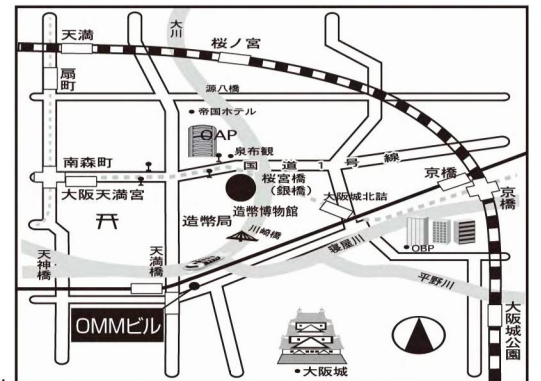 大川
天満
桜ノ宮
扇町
源八橋
帝国ホテル
OAP
泉布観
国道1号線
南森町
大阪天満宮
桜宮橋
(銀橋)
京橋
京橋
造幣博物館
大阪城北詰
造幣局
川崎橋
寝屋川
OBP
天神橋
天満橋
平野川
OMMビル
大阪城公園
大阪城